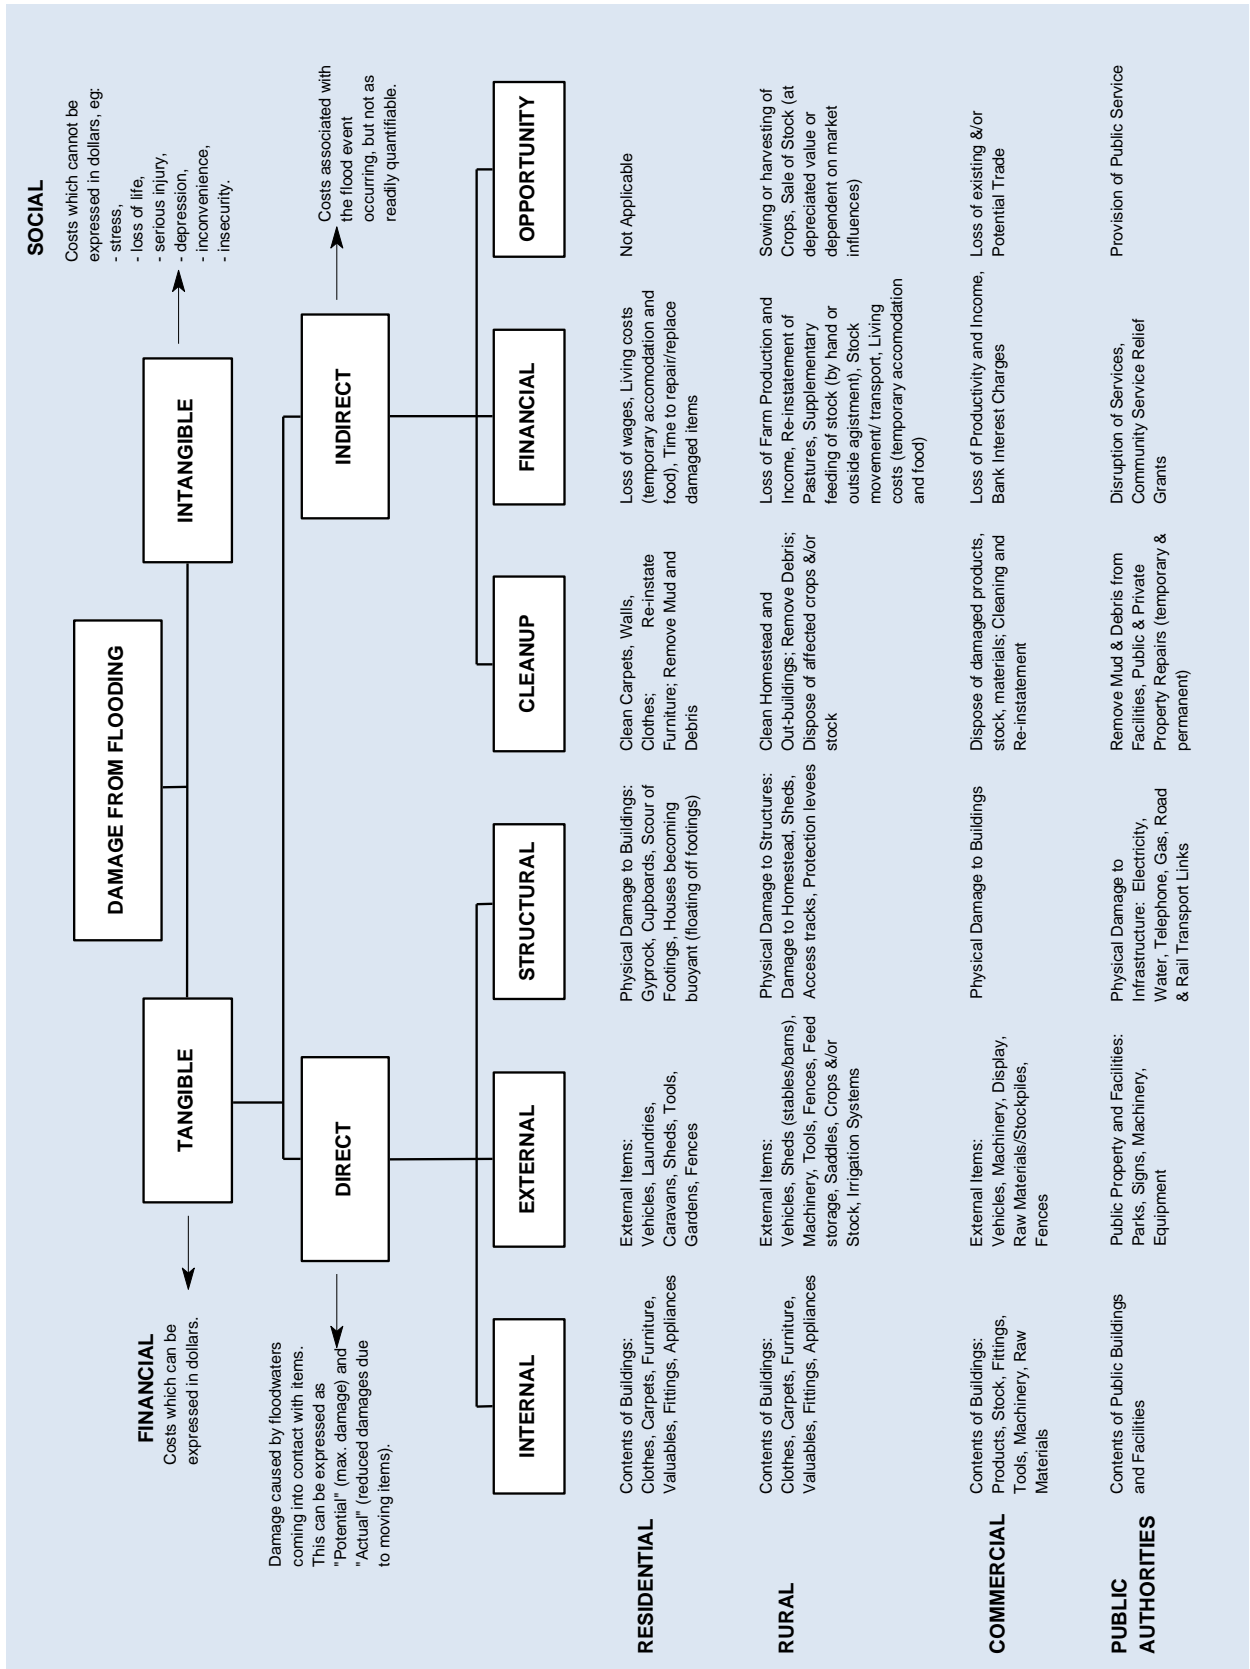 DAMAGE FROM FLOODING
FINANCIAL
Costs which can be
expressed in dollars.
TANGIBLE
INTANGIBLE
SOCIAL
Costs which cannot be
expressed in dollars, eg:
- stress,
- loss of life,
- serious injury,
- depression,
- inconvenience,
- insecurity.
Damage caused by floodwaters
coming into contact with items.
This can be expressed as
"Potential" (max. damage) and
"Actual" (reduced damages due
to moving items).
DIRECT
INDIRECT
Costs associated with
the flood event
occurring, but not as
readily quantifiable.
INTERNAL
EXTERNAL
STRUCTURAL
CLEANUP
FINANCIAL
OPPORTUNITY
RESIDENTIAL
Contents of Buildings:
Clothes, Carpets, Furniture,
Valuables, Fittings, Appliances
External Items:
Vehicles, Laundries,
Caravans, Sheds, Tools,
Gardens, Fences
Physical Damage to Buildings:
Gyprock, Cupboards, Scour of
Footings, Houses becoming
buoyant (floating off footings)
Clean Carpets, Walls,
Clothes; Re-instate
Furniture; Remove Mud and
Debris
Loss of wages, Living costs
(temporary accomodation and
food), Time to repair/replace
damaged items
Not Applicable
RURAL
Contents of Buildings:
Clothes, Carpets, Furniture,
Valuables, Fittings, Appliances
External Items:
Vehicles, Sheds (stables/barns),
Machinery, Tools, Fences, Feed
storage, Saddles, Crops &/or
Stock, Irrigation Systems
Physical Damage to Structures:
Damage to Homestead, Sheds,
Access tracks, Protection levees
Clean Homestead and
Out-buildings; Remove Debris;
Dispose of affected crops &/or
stock
Loss of Farm Production and
Income, Re-instatement of
Pastures, Supplementary
feeding of stock (by hand or
outside agistment), Stock
movement/ transport, Living
costs (temporary accomodation
and food)
Sowing or harvesting of
Crops, Sale of Stock (at
depreciated value or
dependent on market
influences)
COMMERCIAL
Contents of Buildings:
Products, Stock, Fittings,
Tools, Machinery, Raw
Materials
External Items:
Vehicles, Machinery, Display,
Raw Materials/Stockpiles,
Fences
Physical Damage to Buildings
Dispose of damaged products,
stock, materials; Cleaning and
Re-instatement
Loss of Productivity and Income,
Bank Interest Charges
Loss of existing &/or
Potential Trade
PUBLIC
AUTHORITIES
Contents of Public Buildings
and Facilities
Public Property and Facilities:
Parks, Signs, Machinery,
Equipment
Physical Damage to
Infrastructure: Electricity,
Water, Telephone, Gas, Road
& Rail Transport Links
Remove Mud & Debris from
Facilities, Public & Private
Property Repairs (temporary &
permanent)
Disruption of Services,
Community Service Relief
Grants
Provision of Public Service